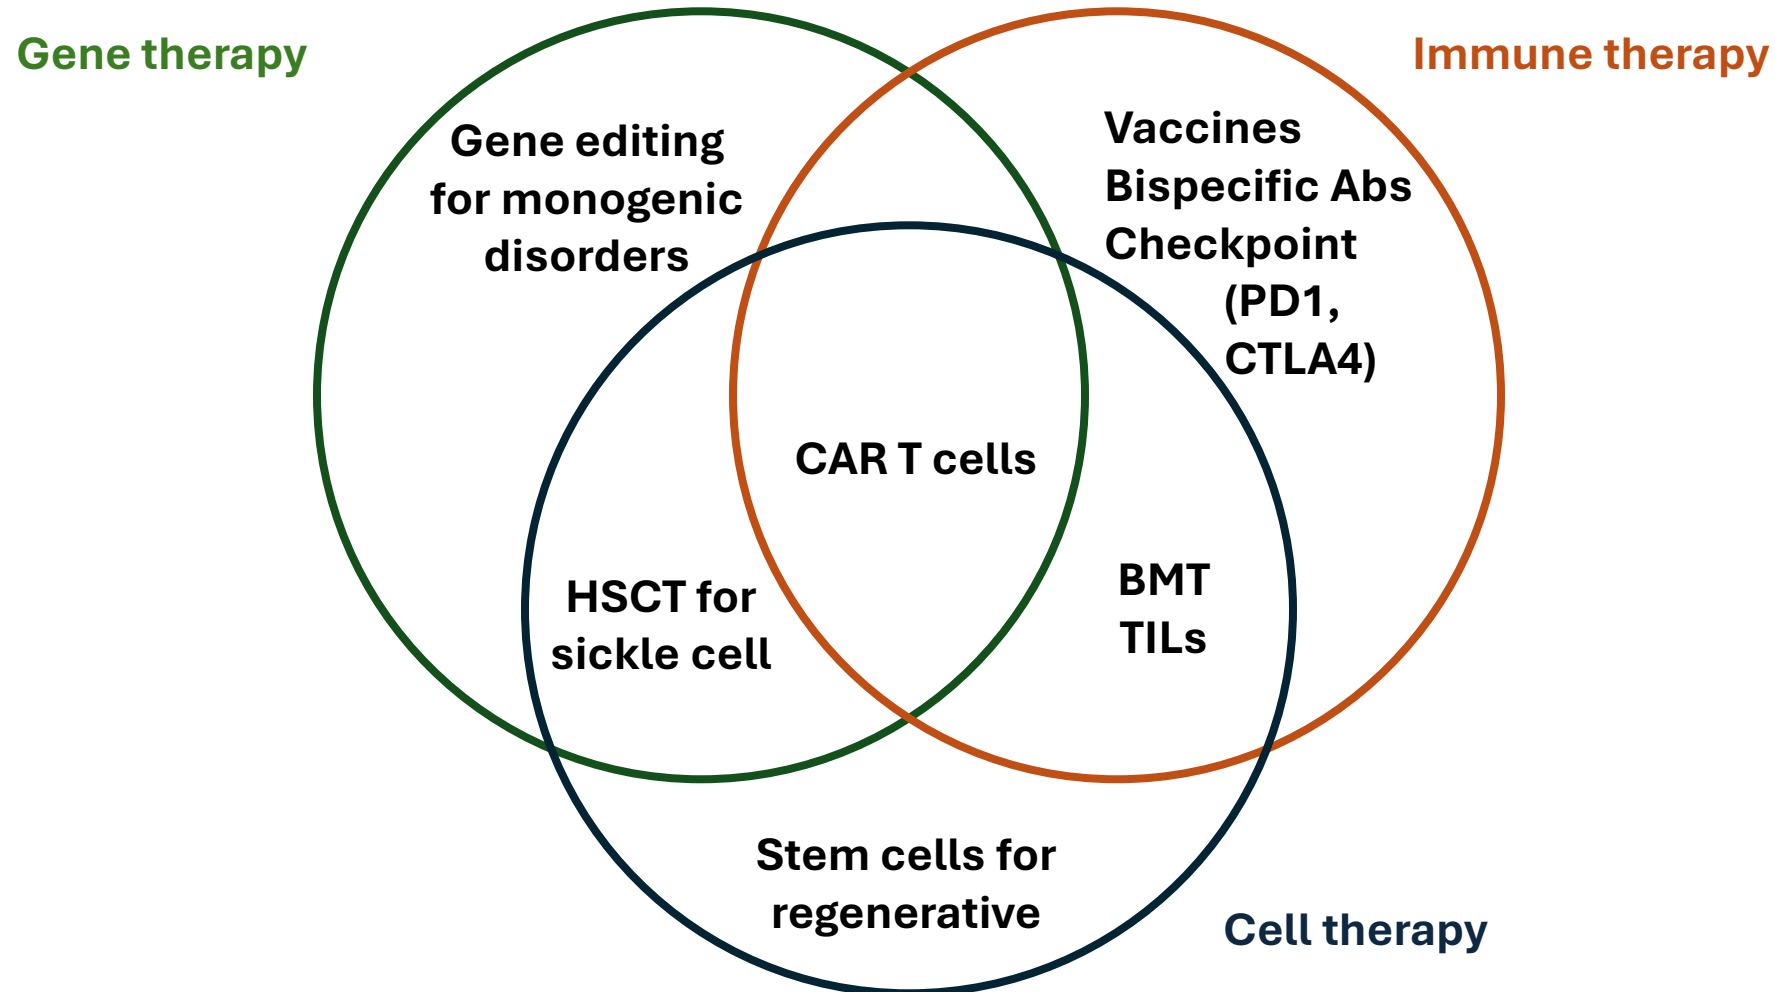 Gene therapy
Immune therapy
Gene editing
for monogenic
disorders
Vaccines
Bispecific Abs
Checkpoint
(PD1,
CTLA4)
CAR T cells
HSCT for
sickle cell
BMT
TILs
Stem cells for
regenerative
Cell therapy